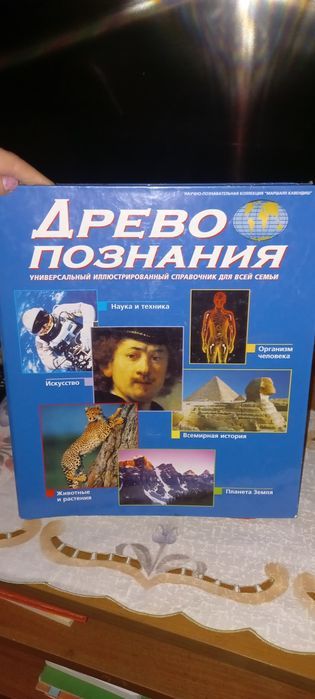 НАУЧНО-ПОЗНАВАТЕЛЬНАЯ КОЛЛЕКЦИЯ "МАРШАЛЛ КАВЕНДИШ"
ДРЕВО
ПОЗНАНИЯ
УНИВЕРСАЛЬНЫЙ ИЛЛЮСТРИРОВАННЫЙ СПРАВОЧНИК ДЛЯ ВСЕЙ СЕМЬИ
Наука и техника
Организм
человека
Искусство
Всемирная история
Животные
и растения
Планета Земля